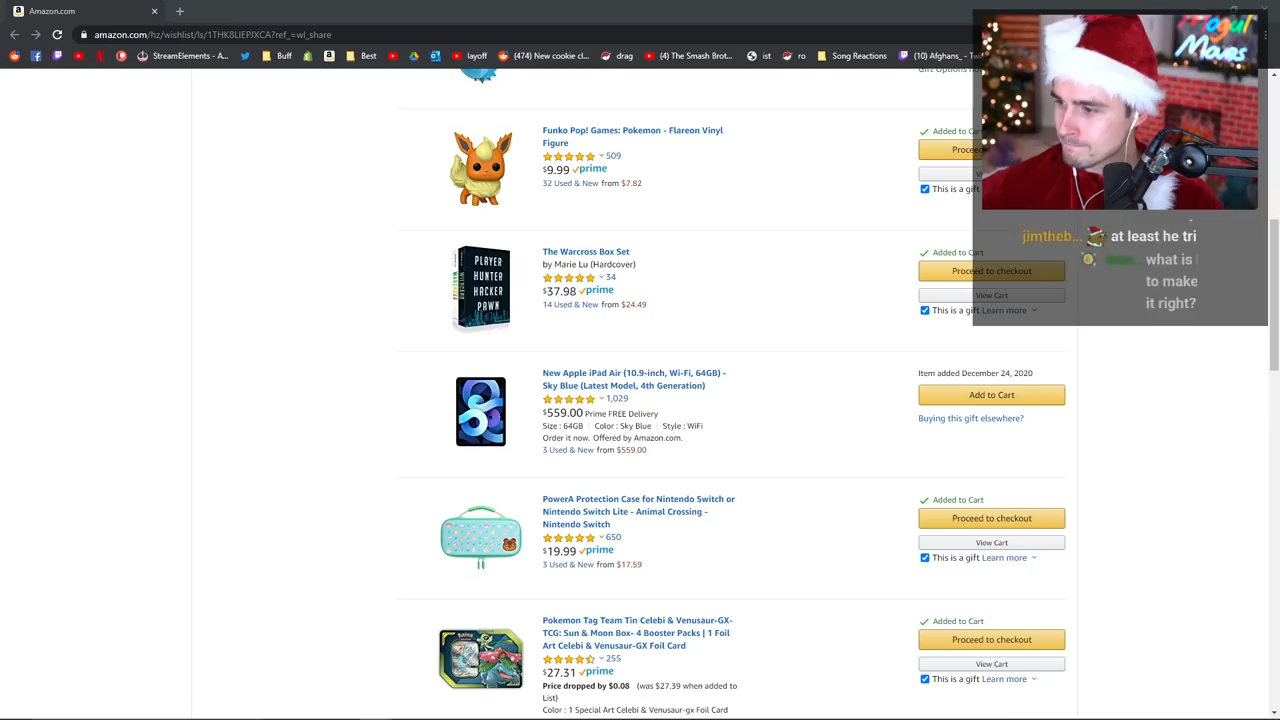 Amazon.com
amazon.com/hz/wishlist/ls/1THK8LIEPJXCA?ref_=wl_share
StreamElements - A...
Buff
Best
layoff
(474) New cookie cl...
drag
(4) The Smash Brot...
ist
ro
Song Reactions
(10) Afghans_ - Twi
Mogul
Moves
Funko Pop! Games: Pokemon - Flareon Vinyl
Figure
509
$9.99 prime
32 Used & New from $7.82
Added to Car
Proceed
This is a gift
jimtheb... at least he tri
what is
to make
it right?
The Warcross Box Set
by Marie Lu (Hardcover)
34
$37.98 prime
14 Used & New from $24.49
PLAYER
HUNTER
HACKER
PAWN
Added to
Proceed to checkout
View Cart
This is a gift Learn more
New Apple iPad Air (10.9-inch, Wi-Fi, 64GB) -
Sky Blue (Latest Model, 4th Generation)
1,029
$559.00 Prime FREE Delivery
Size : 64GB | Color : Sky Blue | Style : WiFi
Order it now. Offered by Amazon.com.
3 Used & New from $559.00
Item added December 24, 2020
Add to Cart
Buying this gift elsewhere?
PowerA Protection Case for Nintendo Switch or
Nintendo Switch Lite - Animal Crossing -
Nintendo Switch
650
$19.99 prime
3 Used & New from $17.59
Added to Cart
Proceed to checkout
View Cart
This is a gift Learn more
Pokemon Tag Team Tin Celebi & Venusaur-GX-
TCG: Sun & Moon Box- 4 Booster Packs | 1 Foil
Art Celebi & Venusaur-GX Foil Card
255
$27.31 prime
Price dropped by $0.08 (was $27.39 when added to
List)
Color : 1 Special Art Celebi & Venusaur-gx Foil Card
Added to Cart
Proceed to checkout
View Cart
This is a gift Learn more